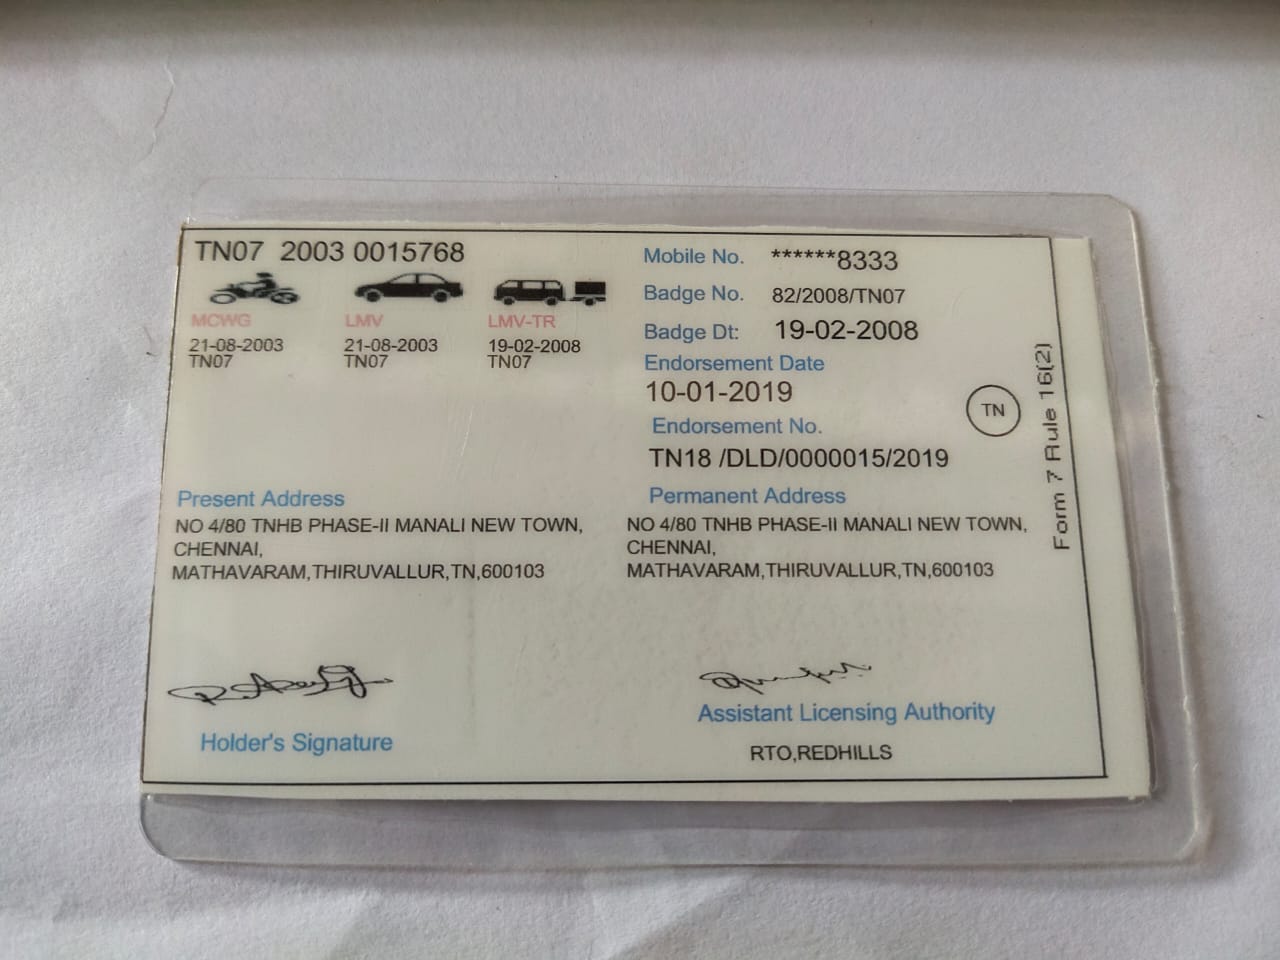 TN07 2003 0015768
MCWG LMV LMV-TR
21-08-2003 21-08-2003 19-02-2008
TN07 TN07 TN07
Mobile No. ******8333
Badge No. 82/2008/TN07
Badge Dt: 19-02-2008
Endorsement Date
10-01-2019
Endorsement No.
TN18 /DLD/0000015/2019
TN
Form 7 Rule 16(2)
Present Address
NO 4/80 TNHB PHASE-II MANALI NEW TOWN,
CHENNAI,
MATHAVARAM,THIRUVALLUR,TN,600103
Permanent Address
NO 4/80 TNHB PHASE-II MANALI NEW TOWN,
CHENNAI,
MATHAVARAM,THIRUVALLUR,TN,600103
Holder's Signature
Assistant Licensing Authority
RTO,REDHILLS